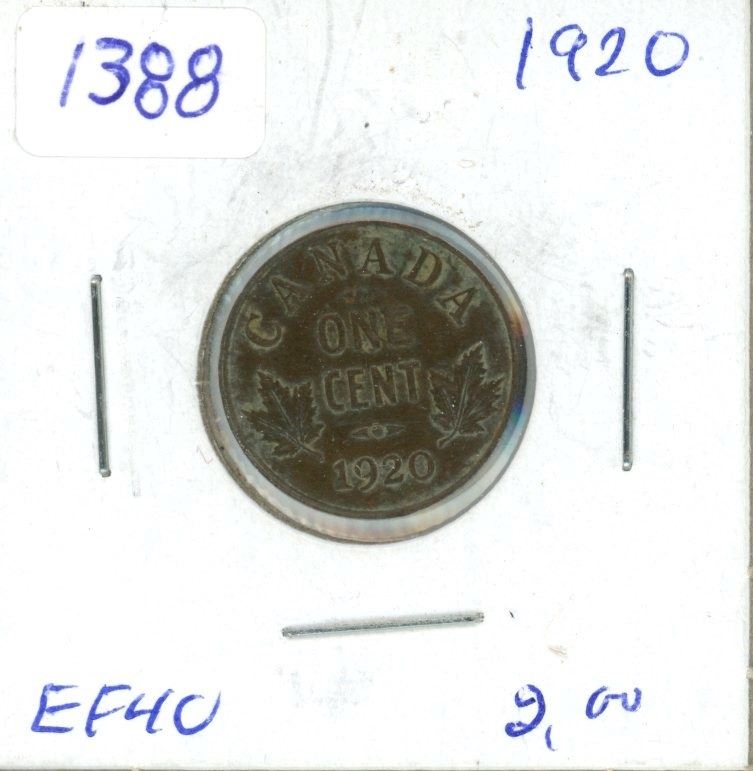 1388
1920
CANADA
ONE
CENT
1920
EF40
2,00